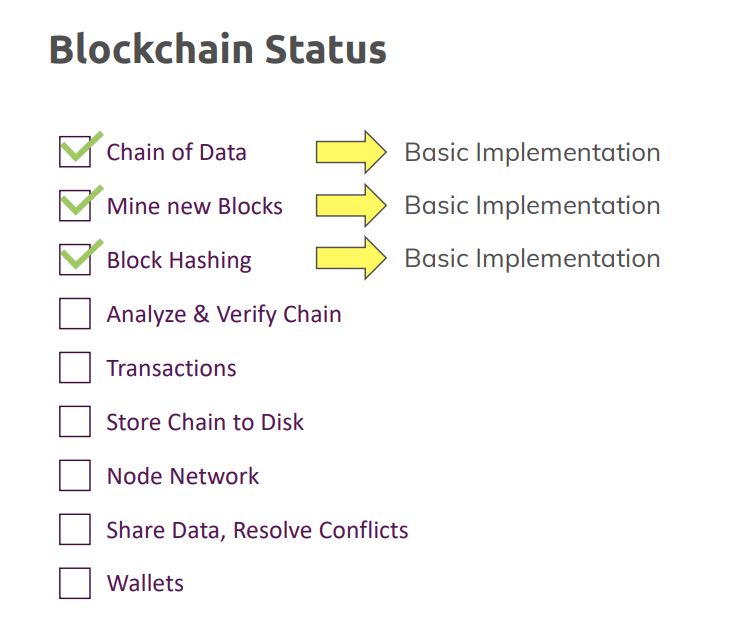 Blockchain Status
Chain of Data Basic Implementation
Mine new Blocks Basic Implementation
Block Hashing Basic Implementation
Analyze & Verify Chain
Transactions
Store Chain to Disk
Node Network
Share Data, Resolve Conflicts
Wallets